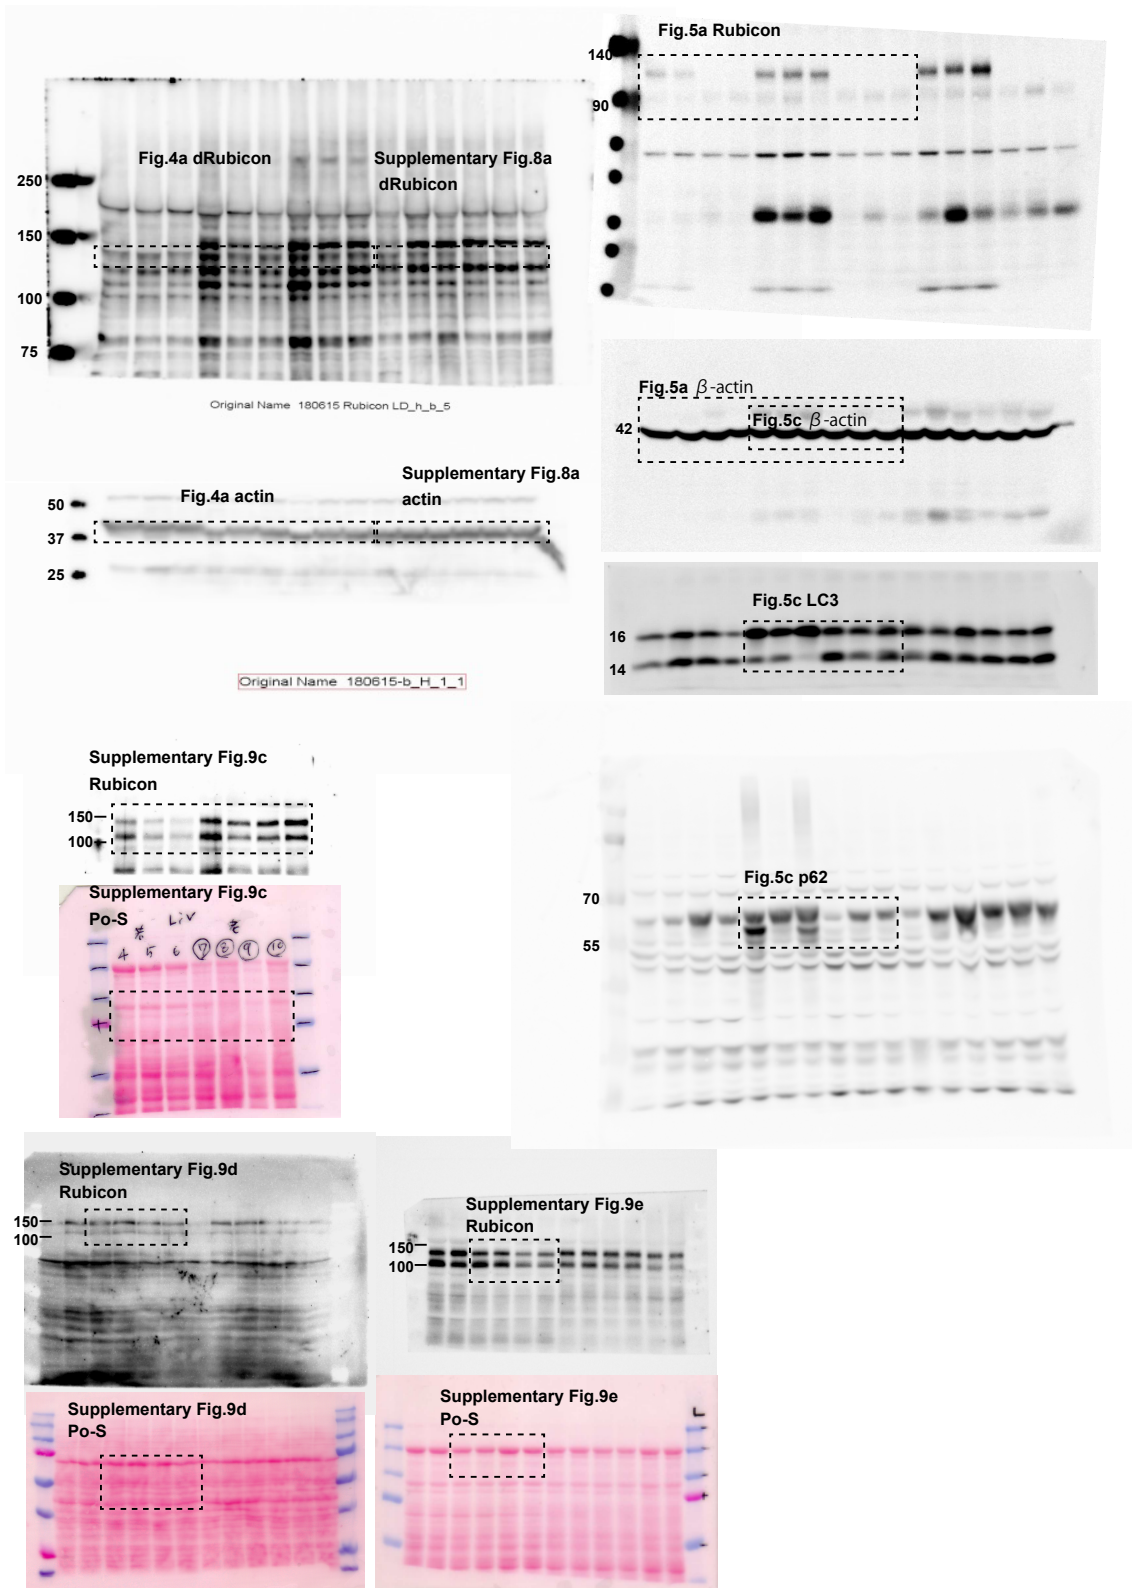 Fig.4a dRubicon
Supplementary Fig.8a
dRubicon
250
150
100
75
Original Name 180615 Rubicon LD_h_b_5
Fig.4a actin
Supplementary Fig.8a
actin
50
37
25
Original Name 180615-b_H_1_1
Fig.5a Rubicon
140
90
Fig.5a β-actin
Fig.5c β-actin
42
Fig.5c LC3
16
14
Supplementary Fig.9c
Rubicon
150
100
Supplementary Fig.9c
Po-S
Liv
4 5 6 7 8 9 10
Fig.5c p62
70
55
Supplementary Fig.9d
Rubicon
150
100
Supplementary Fig.9e
Rubicon
150
100
Supplementary Fig.9d
Po-S
Supplementary Fig.9e
Po-S
L